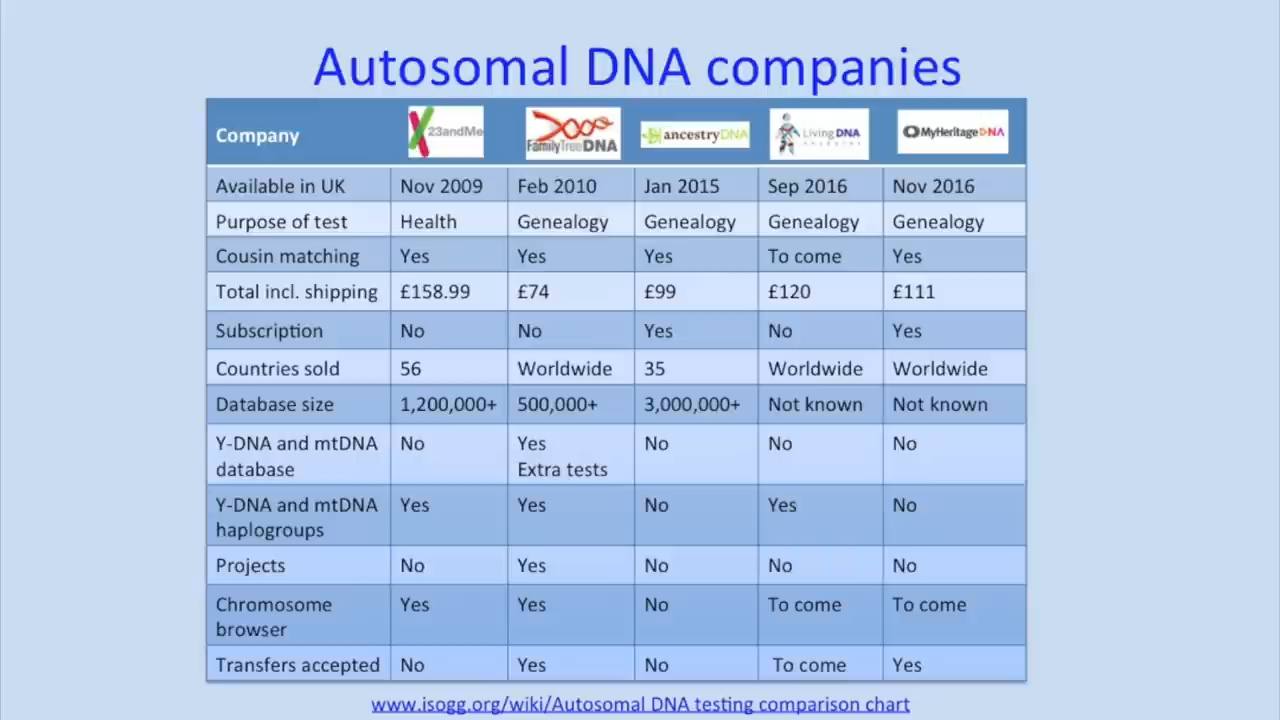 Autosomal DNA companies
Company 23andMe FamilyTreeDNA ancestryDNA LivingDNA MyHeritage DNA
Available in UK Nov 2009 Feb 2010 Jan 2015 Sep 2016 Nov 2016
Purpose of test Health Genealogy Genealogy Genealogy Genealogy
Cousin matching Yes Yes Yes To come Yes
Total incl. shipping £158.99 £74 £99 £120 £111
Subscription No No Yes No Yes
Countries sold 56 Worldwide 35 Worldwide Worldwide
Database size 1,200,000+ 500,000+ 3,000,000+ Not known Not known
Y-DNA and mtDNA No Yes No No No
database Extra tests
Y-DNA and mtDNA Yes Yes No Yes No
haplogroups
Projects No Yes No No No
Chromosome Yes Yes No To come To come
browser
Transfers accepted No Yes No To come Yes
www.isogg.org/wiki/Autosomal DNA testing comparison chart